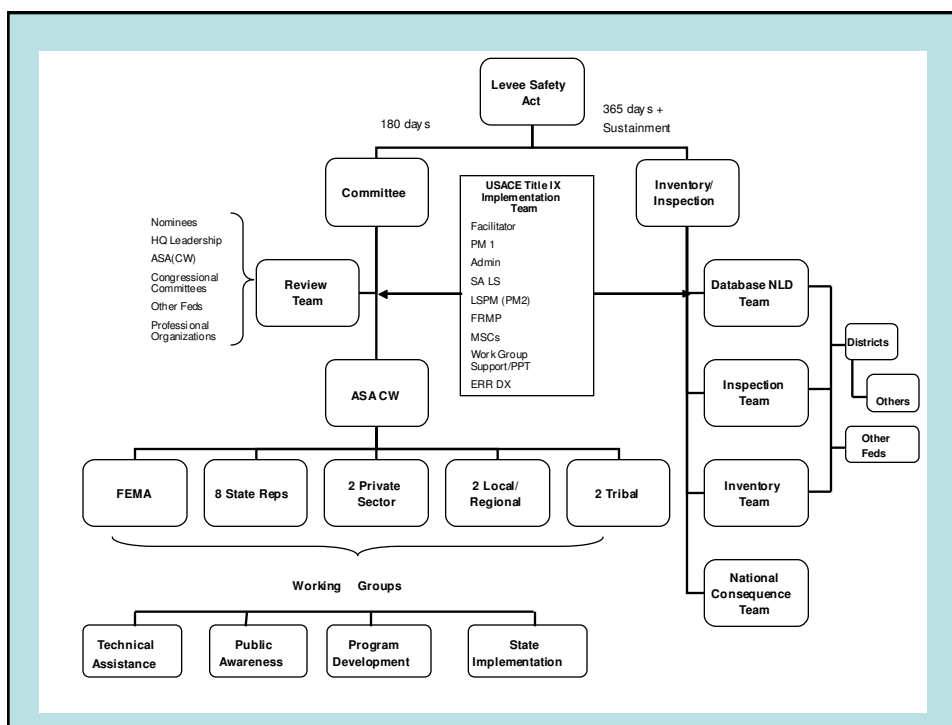 Levee Safety
Act
180 days
365 days +
Sustainment
Committee
USACE Title IX
Implementation
Team
Facilitator
PM 1
Admin
SA LS
LSPM (PM2)
FRMP
MSCs
Work Group
Support/PPT
ERR DX
Inventory/
Inspection
Nominees
HQ Leadership
ASA(CW)
Congressional
Committees
Other Feds
Professional
Organizations
Review
Team
Database NLD
Team
Districts
Others
Inspection
Team
Other
Feds
Inventory
Team
National
Consequence
Team
ASA CW
FEMA
8 State Reps
2 Private
Sector
2 Local/
Regional
2 Tribal
Working Groups
Technical
Assistance
Public
Awareness
Program
Development
State
Implementation